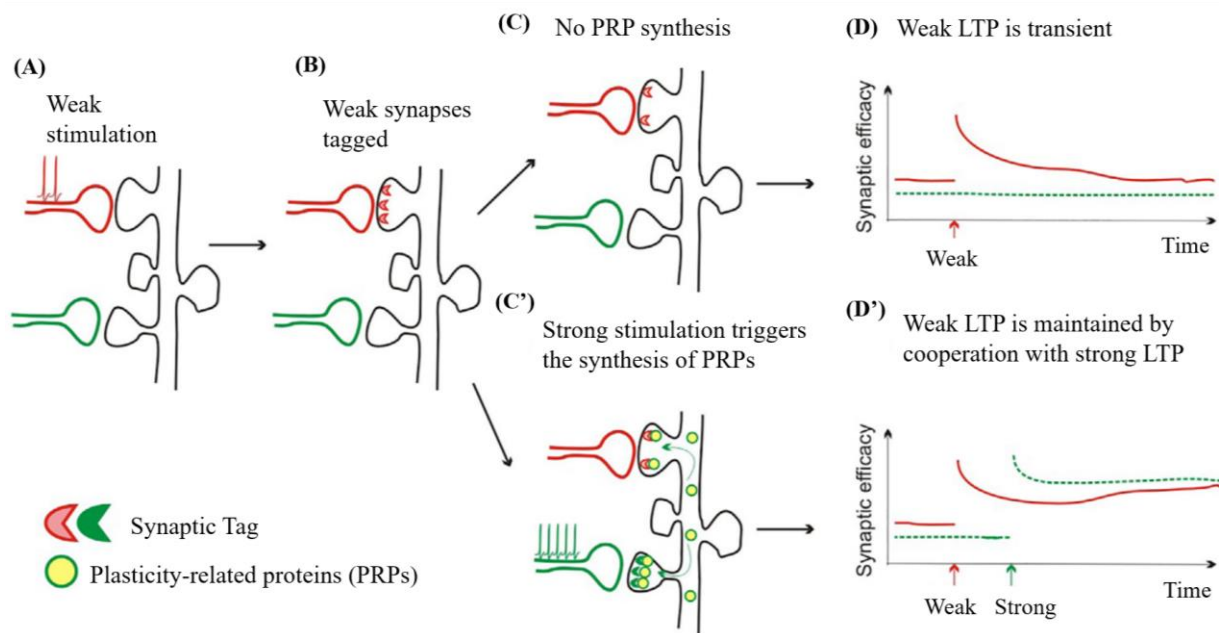 (A)
Weak
stimulation
(B)
Weak synapses
tagged
(C)
No PRP synthesis
(D) Weak LTP is transient
Synaptic efficacy
Time
Weak
(C’)
Strong stimulation triggers
the synthesis of PRPs
(D’)
Weak LTP is maintained by
cooperation with strong LTP
Synaptic efficacy
Time
Weak Strong
Synaptic Tag
Plasticity-related proteins (PRPs)